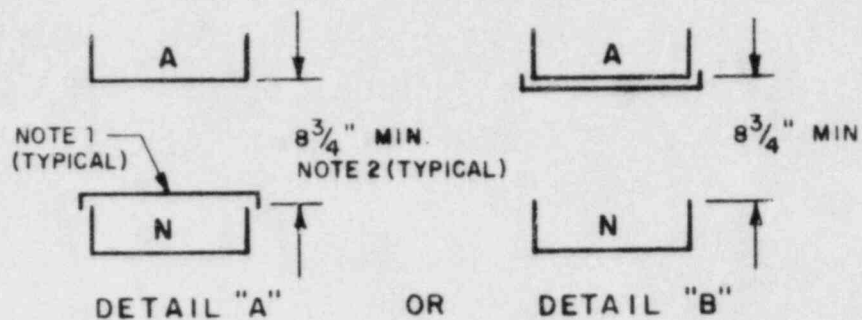 A
A
NOTE 1
(TYPICAL)
8 3/4" MIN.
NOTE 2 (TYPICAL)
8 3/4" MIN
N
N
DETAIL "A" OR DETAIL "B"